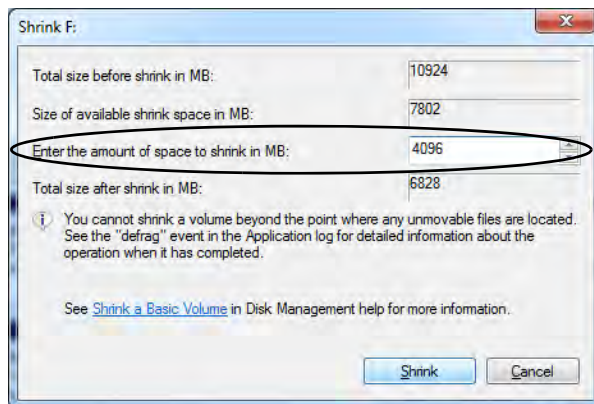 Shrink F:
Total size before shrink in MB: 10924
Size of available shrink space in MB: 7802
Enter the amount of space to shrink in MB: 4096
Total size after shrink in MB: 6828
You cannot shrink a volume beyond the point where any unmovable files are located.
See the "defrag" event in the Application log for detailed information about the
operation when it has completed.
See Shrink a Basic Volume in Disk Management help for more information.
Shrink Cancel